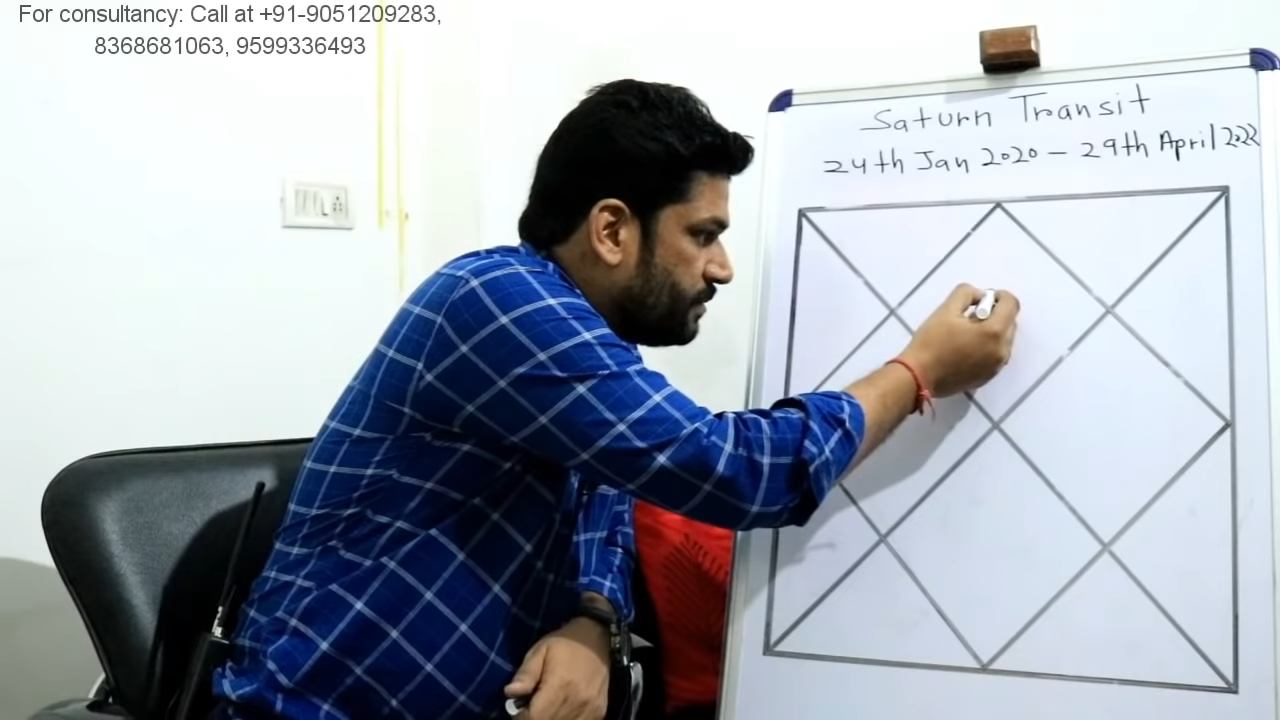 For consultancy: Call at +91-9051209283,
8368681063, 9599336493
Saturn Transit
24th Jan 2020 - 29th April 2022